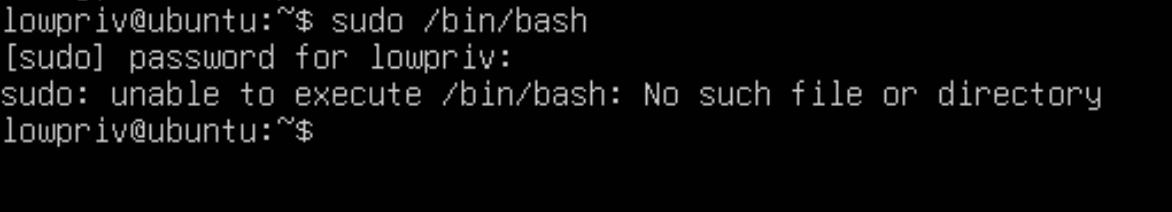 lowpriv@ubuntu:~$ sudo /bin/bash
[sudo] password for lowpriv:
sudo: unable to execute /bin/bash: No such file or directory
lowpriv@ubuntu:~$